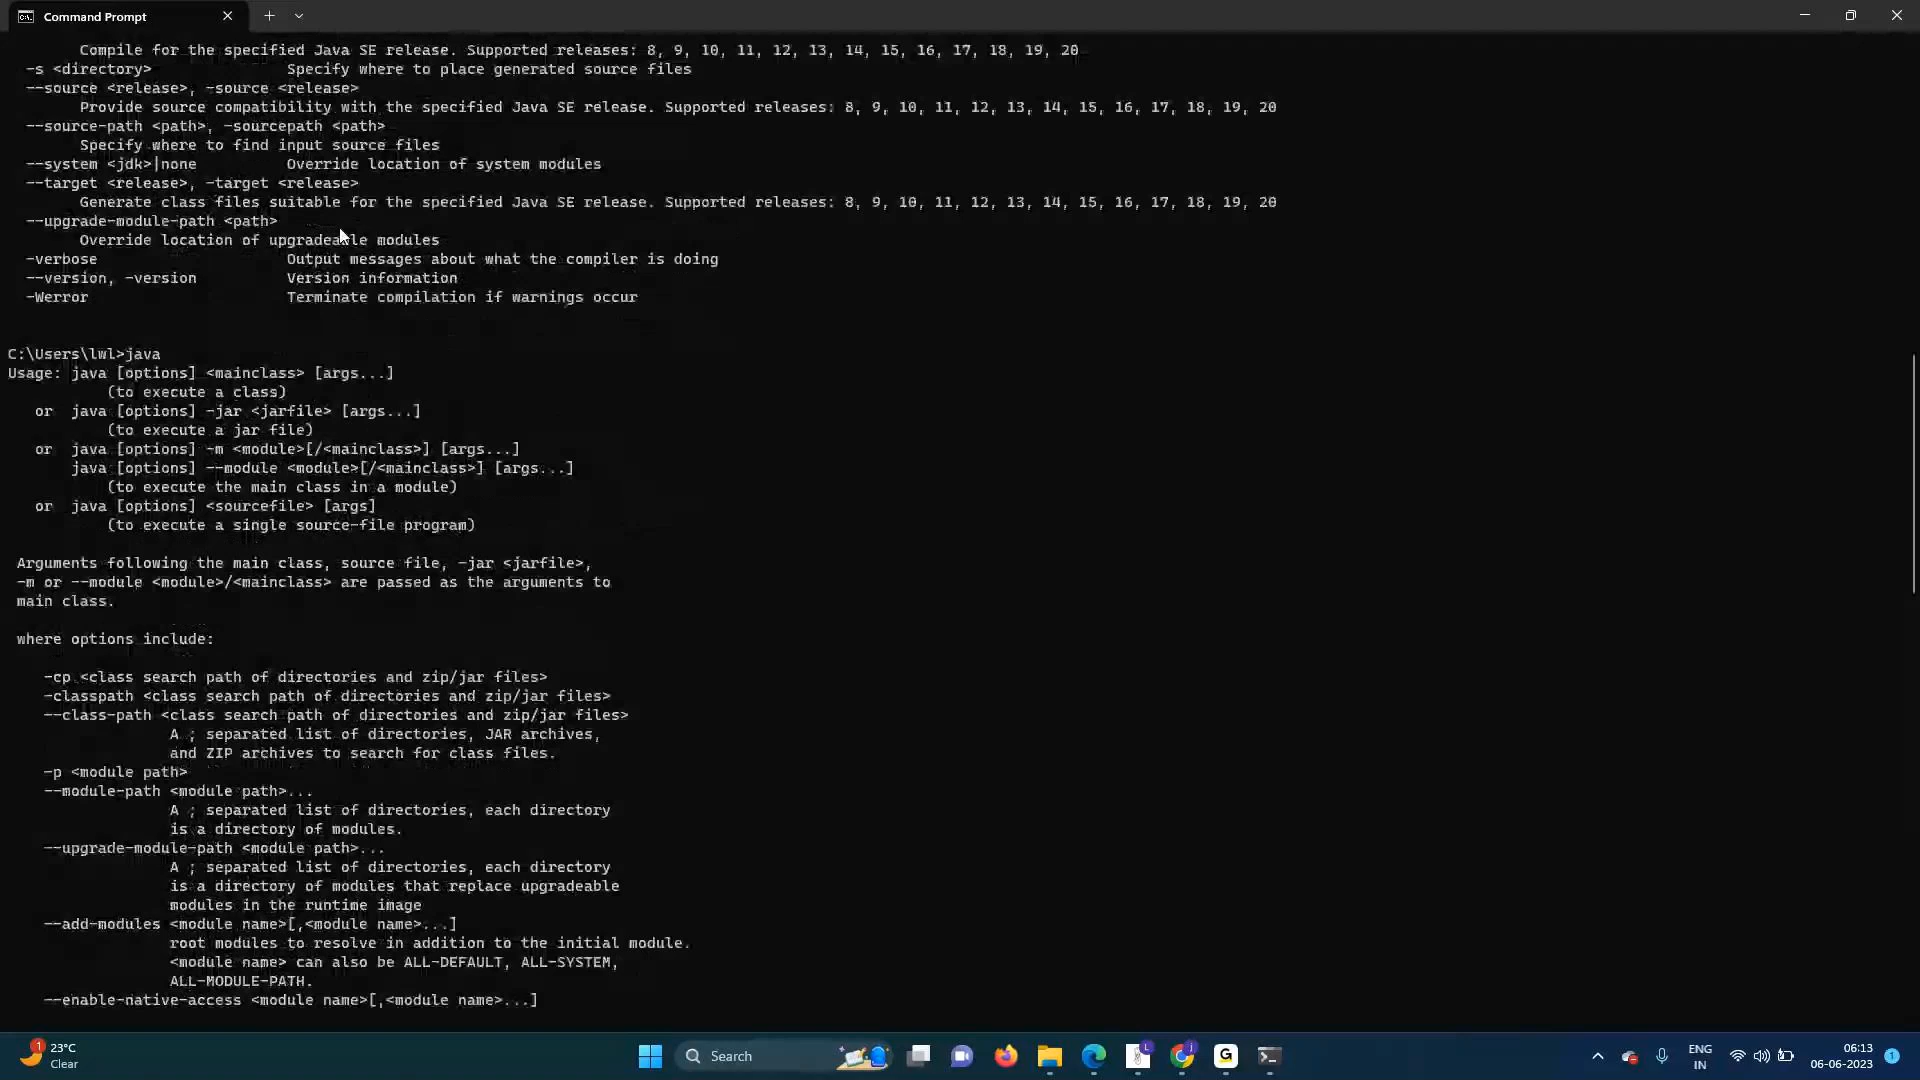 Command Prompt
Compile for the specified Java SE release. Supported releases: 8, 9, 10, 11, 12, 13, 14, 15, 16, 17, 18, 19, 20
-s <directory> Specify where to place generated source files
--source <release>, -source <release>
Provide source compatibility with the specified Java SE release. Supported releases: 8, 9, 10, 11, 12, 13, 14, 15, 16, 17, 18, 19, 20
--source-path <path>, -sourcepath <path>
Specify where to find input source files
--system <jdk>|none Override location of system modules
--target <release>, -target <release>
Generate class files suitable for the specified Java SE release. Supported releases: 8, 9, 10, 11, 12, 13, 14, 15, 16, 17, 18, 19, 20
--upgrade-module-path <path>
Override location of upgradeable modules
-verbose Output messages about what the compiler is doing
--version, -version Version information
-Werror Terminate compilation if warnings occur
C:\Users\lwl>java
Usage: java [options] <mainclass> [args...]
(to execute a class)
or java [options] -jar <jarfile> [args...]
(to execute a jar file)
or java [options] -m <module>[/<mainclass>] [args...]
java [options] --module <module>[/<mainclass>] [args...]
(to execute the main class in a module)
or java [options] <sourcefile> [args]
(to execute a single source-file program)
Arguments following the main class, source file, -jar <jarfile>,
-m or --module <module>/<mainclass> are passed as the arguments to
main class.
where options include:
-cp <class search path of directories and zip/jar files>
-classpath <class search path of directories and zip/jar files>
--class-path <class search path of directories and zip/jar files>
A ; separated list of directories, JAR archives,
and ZIP archives to search for class files.
-p <module path>
--module-path <module path>...
A ; separated list of directories, each directory
is a directory of modules.
--upgrade-module-path <module path>...
A ; separated list of directories, each directory
is a directory of modules that replace upgradeable
modules in the runtime image
--add-modules <module name>[,<module name>...]
root modules to resolve in addition to the initial module.
<module name> can also be ALL-DEFAULT, ALL-SYSTEM,
ALL-MODULE-PATH.
--enable-native-access <module name>[,<module name>...]
1
23°C
Clear
Search
L
j
G
ENG
IN
06:13
06-06-2023
1